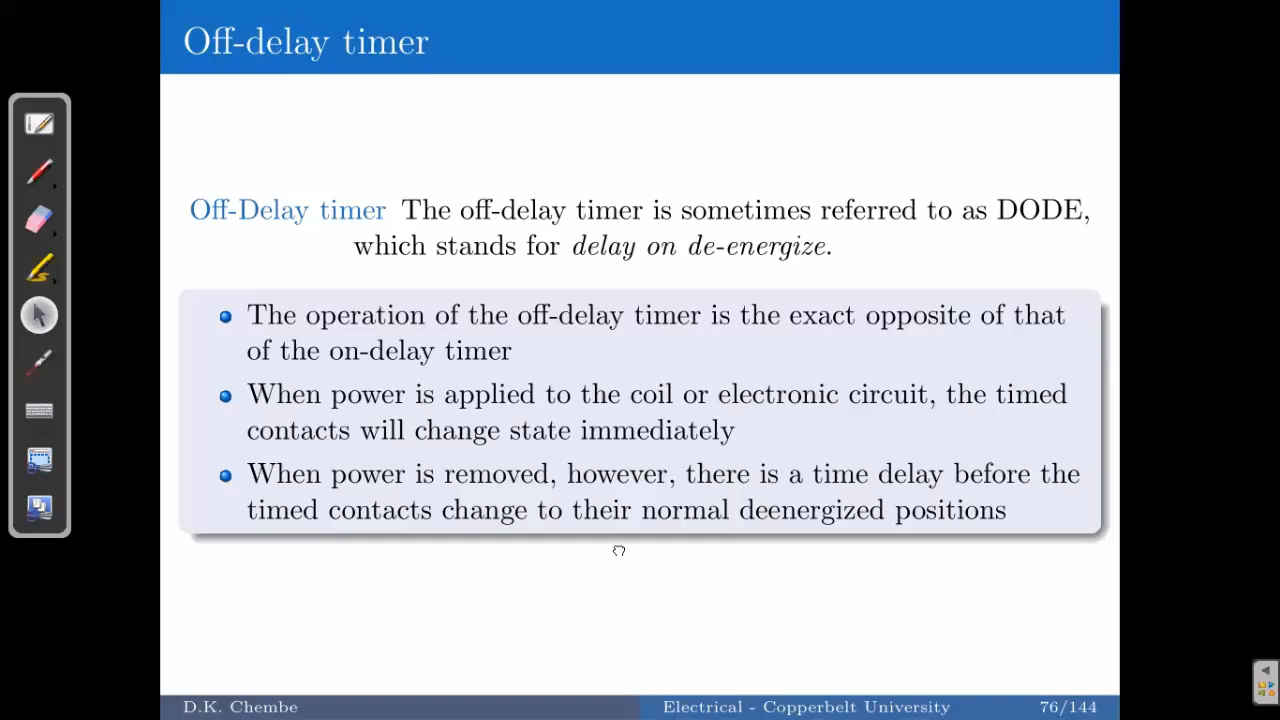 Off-delay timer
Off-Delay timer The off-delay timer is sometimes referred to as DODE,
which stands for delay on de-energize.
The operation of the off-delay timer is the exact opposite of that
of the on-delay timer
When power is applied to the coil or electronic circuit, the timed
contacts will change state immediately
When power is removed, however, there is a time delay before the
timed contacts change to their normal deenergized positions
D.K. Chembe
Electrical - Copperbelt University
76/144